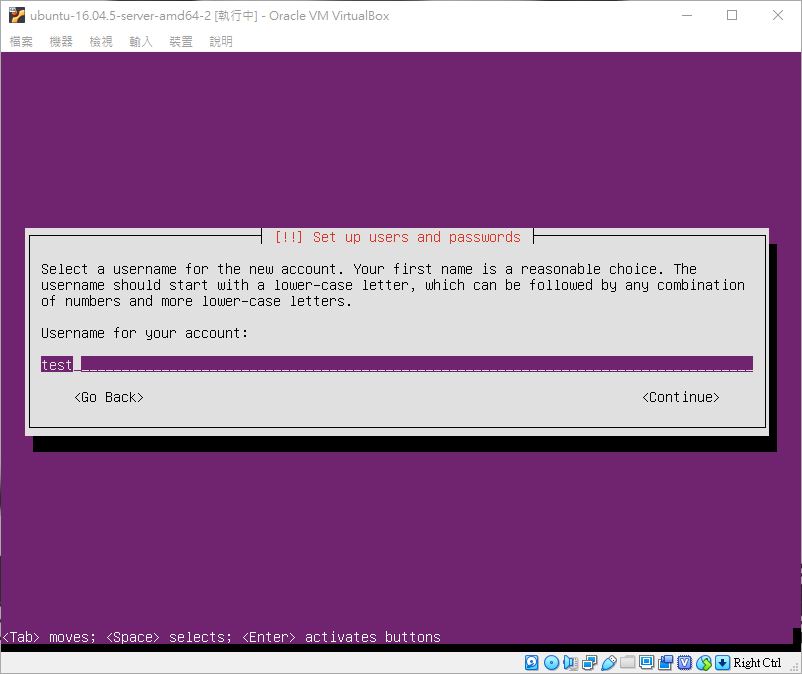 ubuntu-16.04.5-server-amd64-2 [執行中] - Oracle VM VirtualBox
檔案 機器 檢視 輸入 裝置 說明
[!!] Set up users and passwords
Select a username for the new account. Your first name is a reasonable choice. The
username should start with a lower-case letter, which can be followed by any combination
of numbers and more lower-case letters.
Username for your account:
test
<Go Back> <Continue>
<Tab> moves; <Space> selects; <Enter> activates buttons
Right Ctrl